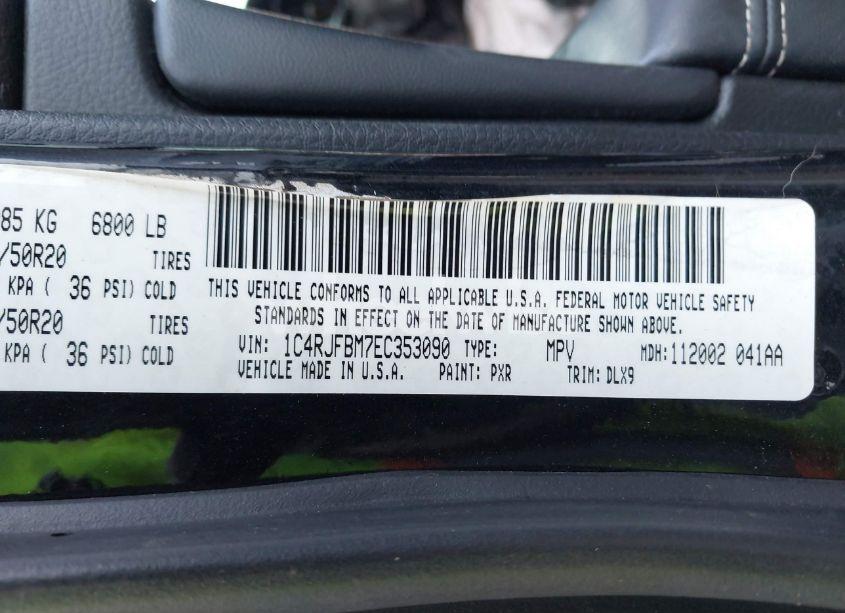 85 KG 6800 LB
/50R20 TIRES
KPA ( 36 PSI) COLD
/50R20 TIRES
KPA ( 36 PSI) COLD
THIS VEHICLE CONFORMS TO ALL APPLICABLE U.S.A. FEDERAL MOTOR VEHICLE SAFETY
STANDARDS IN EFFECT ON THE DATE OF MANUFACTURE SHOWN ABOVE.
VIN: 1C4RJFBM7EC353090 TYPE: MPV MDH:112002 041AA
VEHICLE MADE IN U.S.A. PAINT: PXR TRIM: DLX9